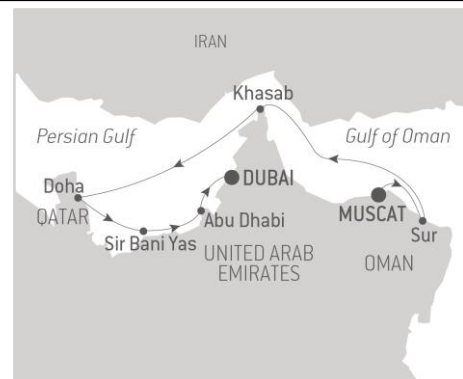 IRAN
Khasab
Persian Gulf
Gulf of Oman
Doha
DUBAI
QATAR
MUSCAT
Abu Dhabi
Sir Bani Yas
Sur
UNITED ARAB
EMIRATES
OMAN